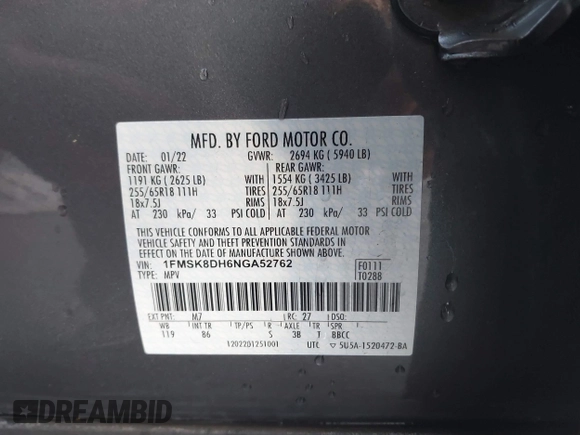 MFD. BY FORD MOTOR CO.
DATE: 01/22 GVWR: 2694 KG ( 5940 LB)
FRONT GAWR: REAR GAWR:
1191 KG ( 2625 LB) WITH 1554 KG ( 3425 LB) WITH
255/65R18 111H TIRES 255/65R18 111H TIRES
18x7.5J RIMS 18x7.5J RIMS
AT 230 kPa/ 33 PSI COLD AT 230 kPa/ 33 PSI COLD
THIS VEHICLE CONFORMS TO ALL APPLICABLE FEDERAL MOTOR
VEHICLE SAFETY AND THEFT PREVENTION STANDARDS IN
EFFECT ON THE DATE OF MANUFACTURE SHOWN ABOVE.
VIN: 1FMSK8DH6NGA52762 F0111
TYPE: MPV T0288
EXT PNT: M7 RC: 27 DSO:
WB INT TR TP/PS R AXLE TR SPR
119 86 S 3B T 8BCC
1202201251001 UTC 5U5A-1520472-BA
DREAMBID